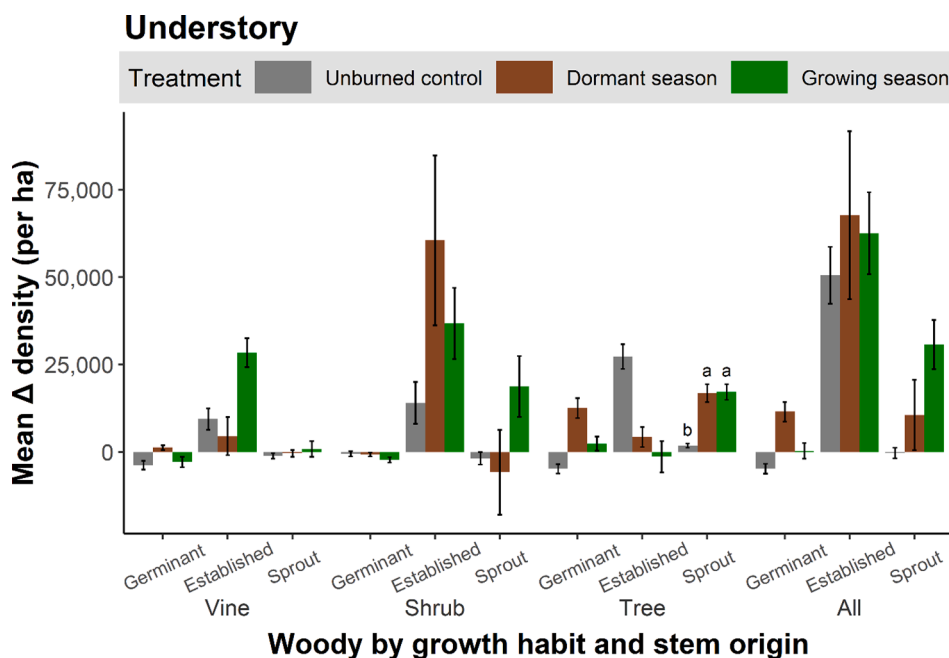 Understory
Treatment Unburned control Dormant season Growing season
Mean Δ density (per ha)
75,000
50,000
25,000
0
a a
b
Germinant Established Sprout Germinant Established Sprout Germinant Established Sprout Germinant Established Sprout
Vine Shrub Tree All
Woody by growth habit and stem origin